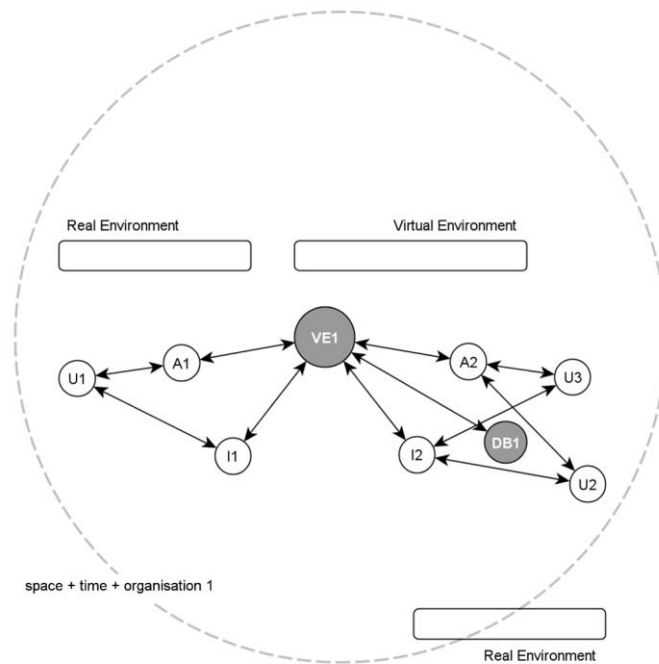 Real Environment
Virtual Environment
VE1
A1
A2
U1
U3
DB1
I1
I2
U2
space + time + organisation 1
Real Environment